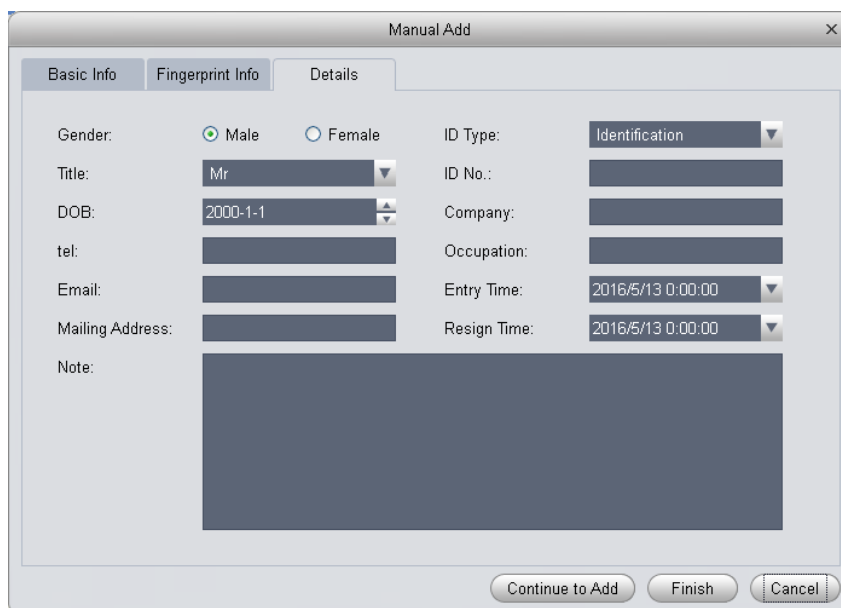 Manual Add
Basic Info Fingerprint Info Details
Gender: Male Female ID Type: Identification
Title: Mr ID No.:
DOB: 2000-1-1 Company:
tel: Occupation:
Email: Entry Time: 2016/5/13 0:00:00
Mailing Address: Resign Time: 2016/5/13 0:00:00
Note:
Continue to Add Finish Cancel